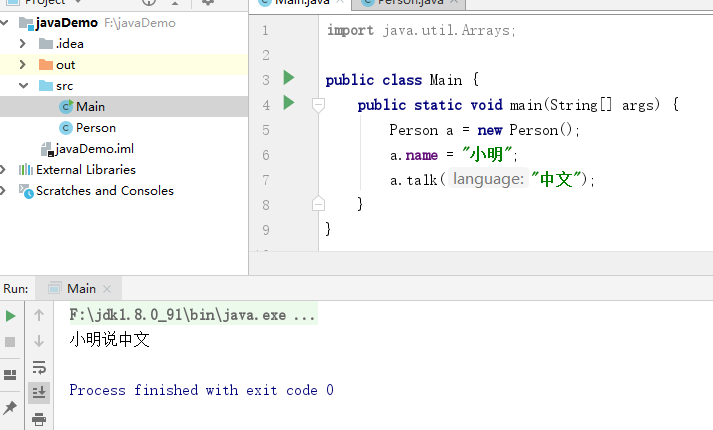 Project
javaDemo F:\javaDemo
.idea
out
src
Main
Person
javaDemo.iml
External Libraries
Scratches and Consoles
Main.java
Person.java
1 import java.util.Arrays;
2
3 public class Main {
4 public static void main(String[] args) {
5 Person a = new Person();
6 a.name = "小明";
7 a.talk( language: "中文");
8 }
9 }
Run: Main
F:\jdk1.8.0_91\bin\java.exe ...
小明说中文
Process finished with exit code 0